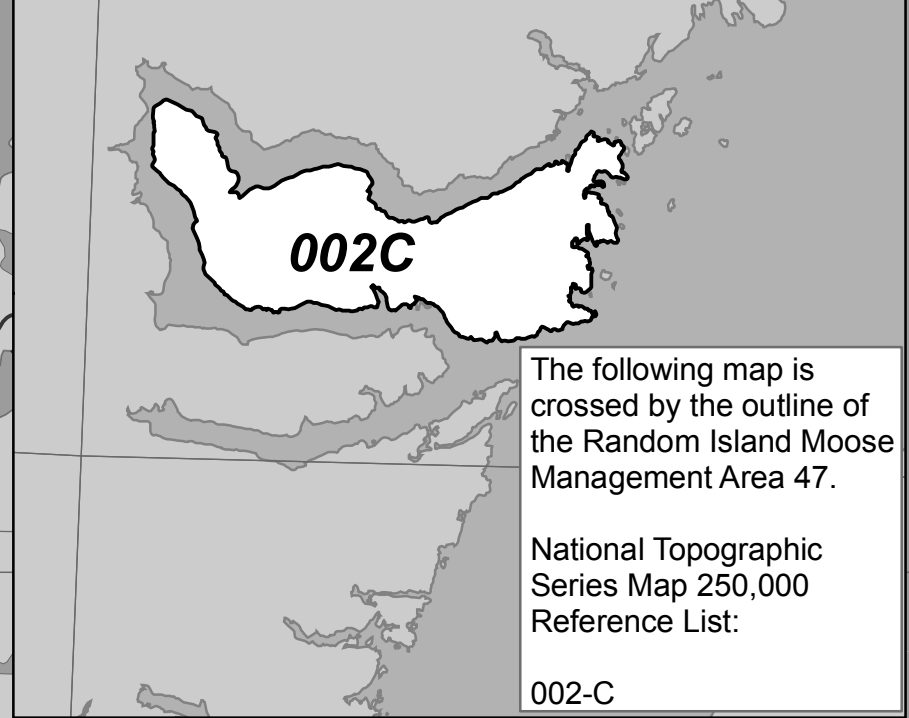 002C
The following map is
crossed by the outline of
the Random Island Moose
Management Area 47.
National Topographic
Series Map 250,000
Reference List:
002-C